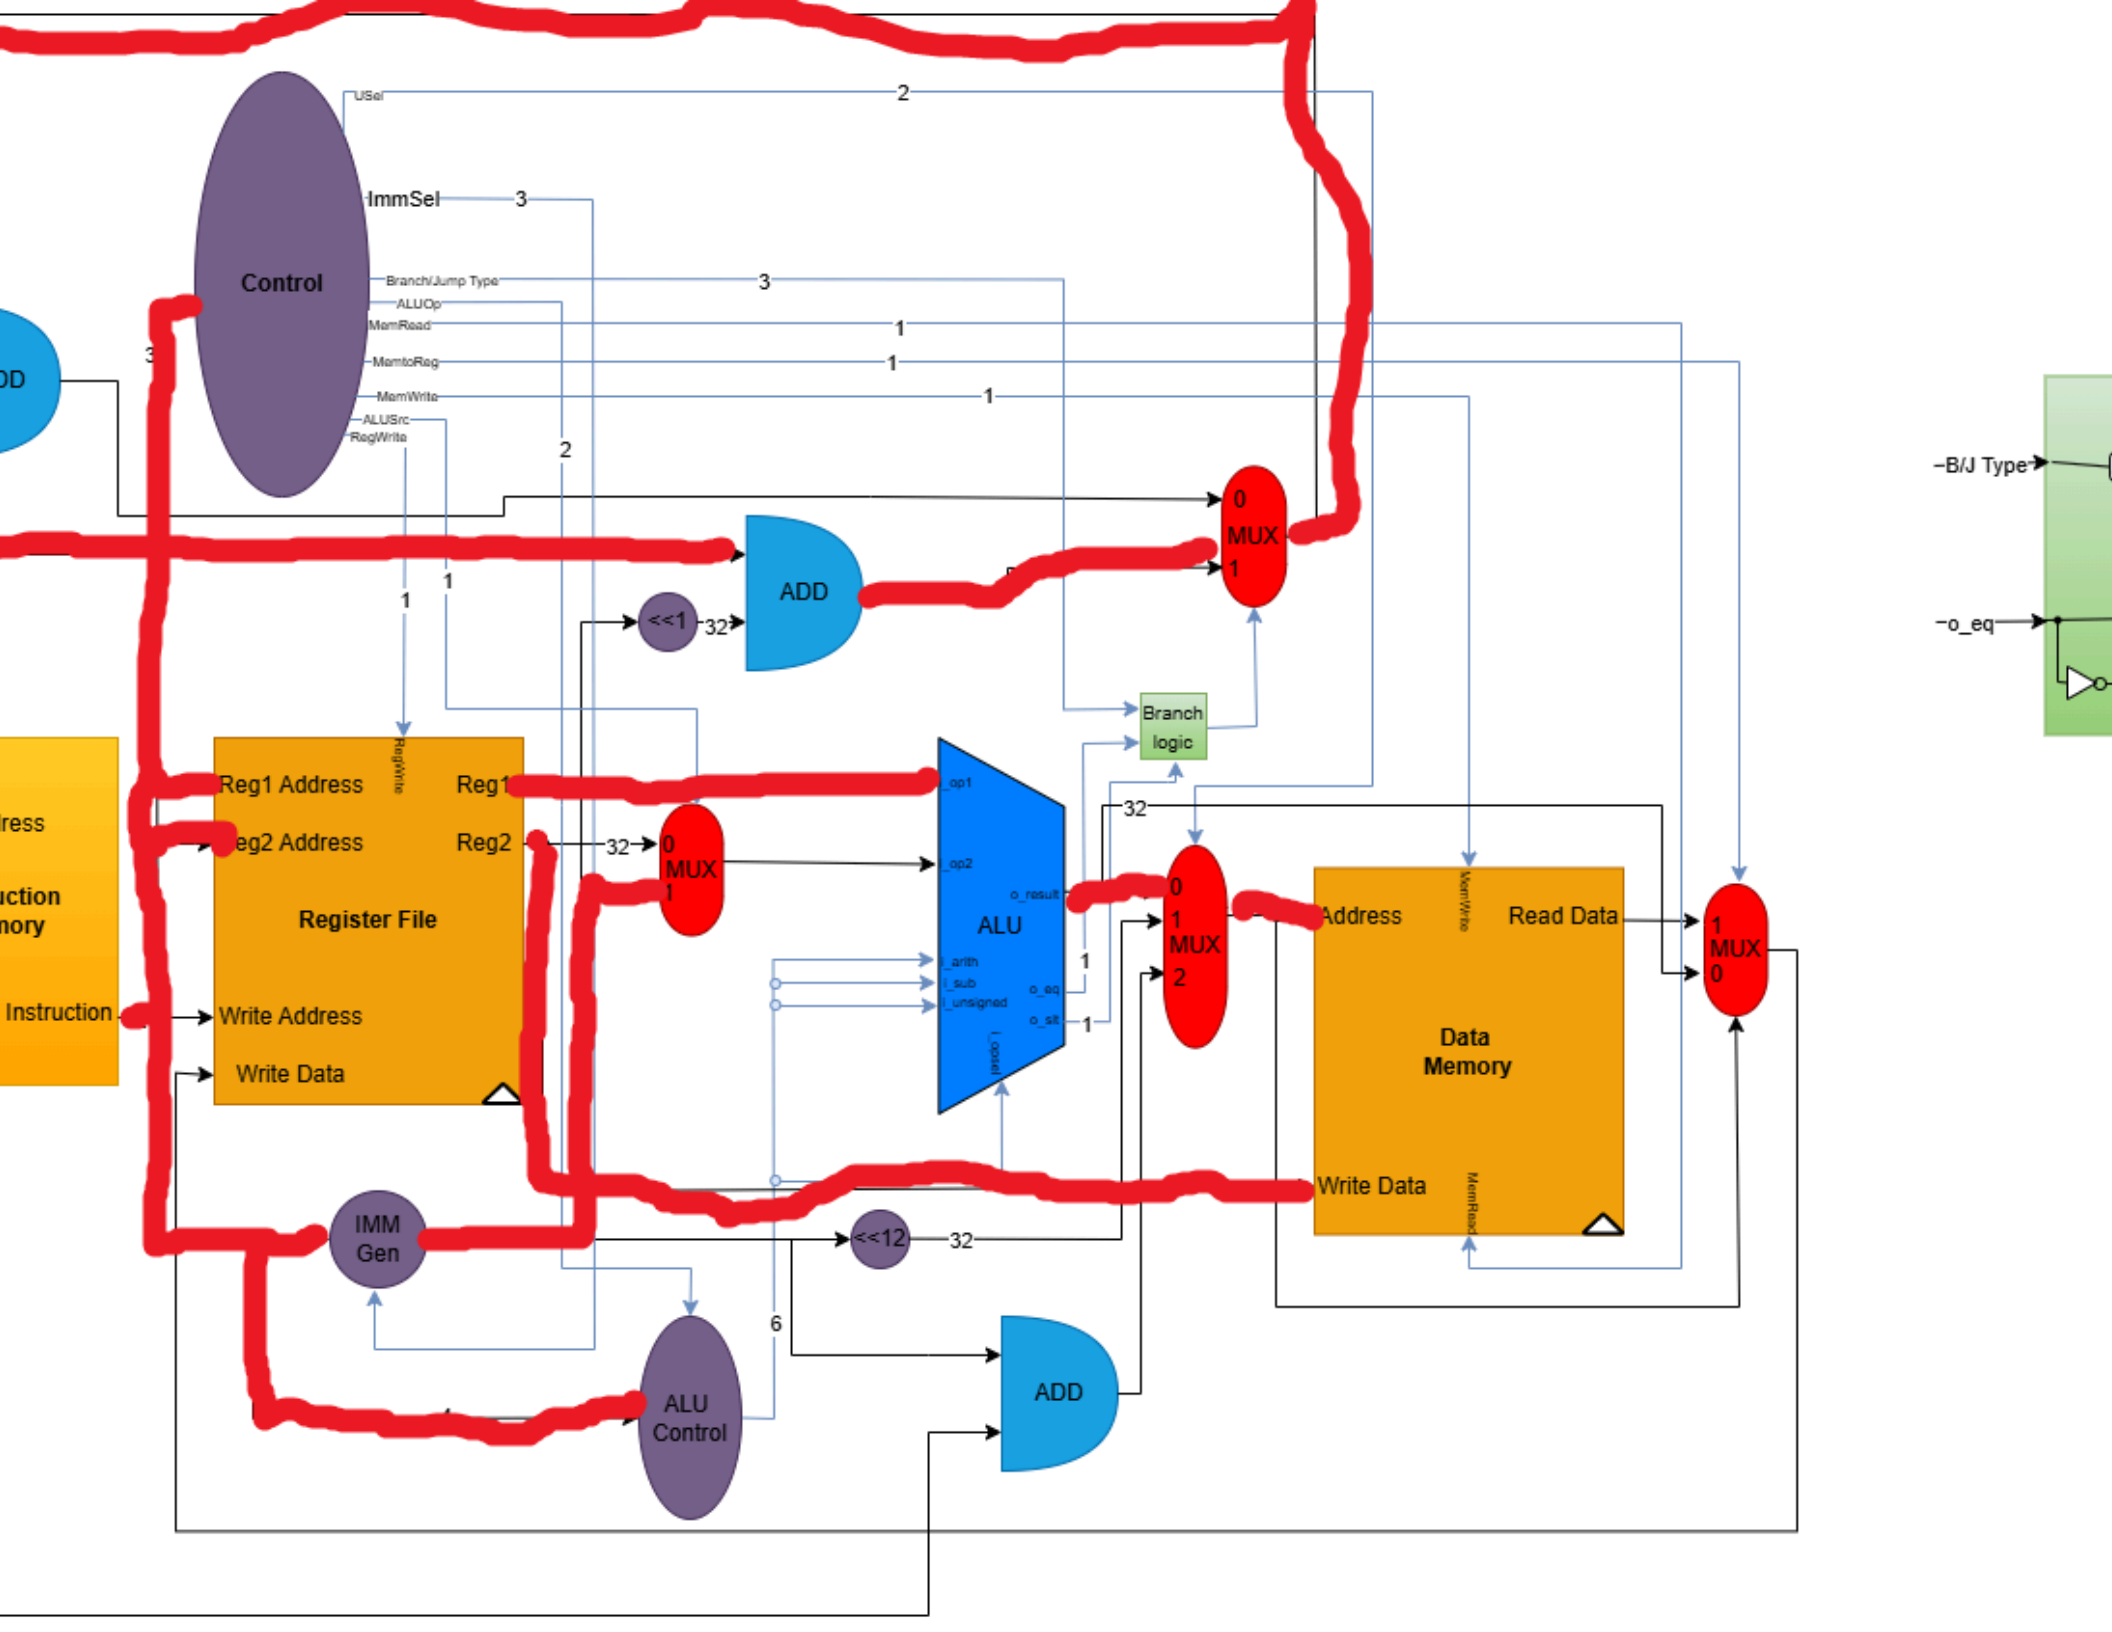 USel
2
ImmSel
3
Control
Branch/Jump Type
3
ALUOp
MemRead
1
MemtoReg
1
MemWrite
1
ALUSrc
RegWrite
2
3
DD
-B/J Type
-o_eq
0
MUX
1
ADD
<<1
32
1
1
Branch
logic
RegWrite
Reg1 Address
Reg1
Reg2 Address
Reg2
Register File
Write Address
Write Data
ress
uction
mory
Instruction
32
0
MUX
1
_op1
_op2
o_result
ALU
i_arith
i_sub
i_unsigned
o_eq
o_slt
i_opsel
1
1
32
0
1
MUX
2
MemWrite
Address
Read Data
Data
Memory
Write Data
MemRead
1
MUX
0
IMM
Gen
<<12
32
6
ALU
Control
ADD